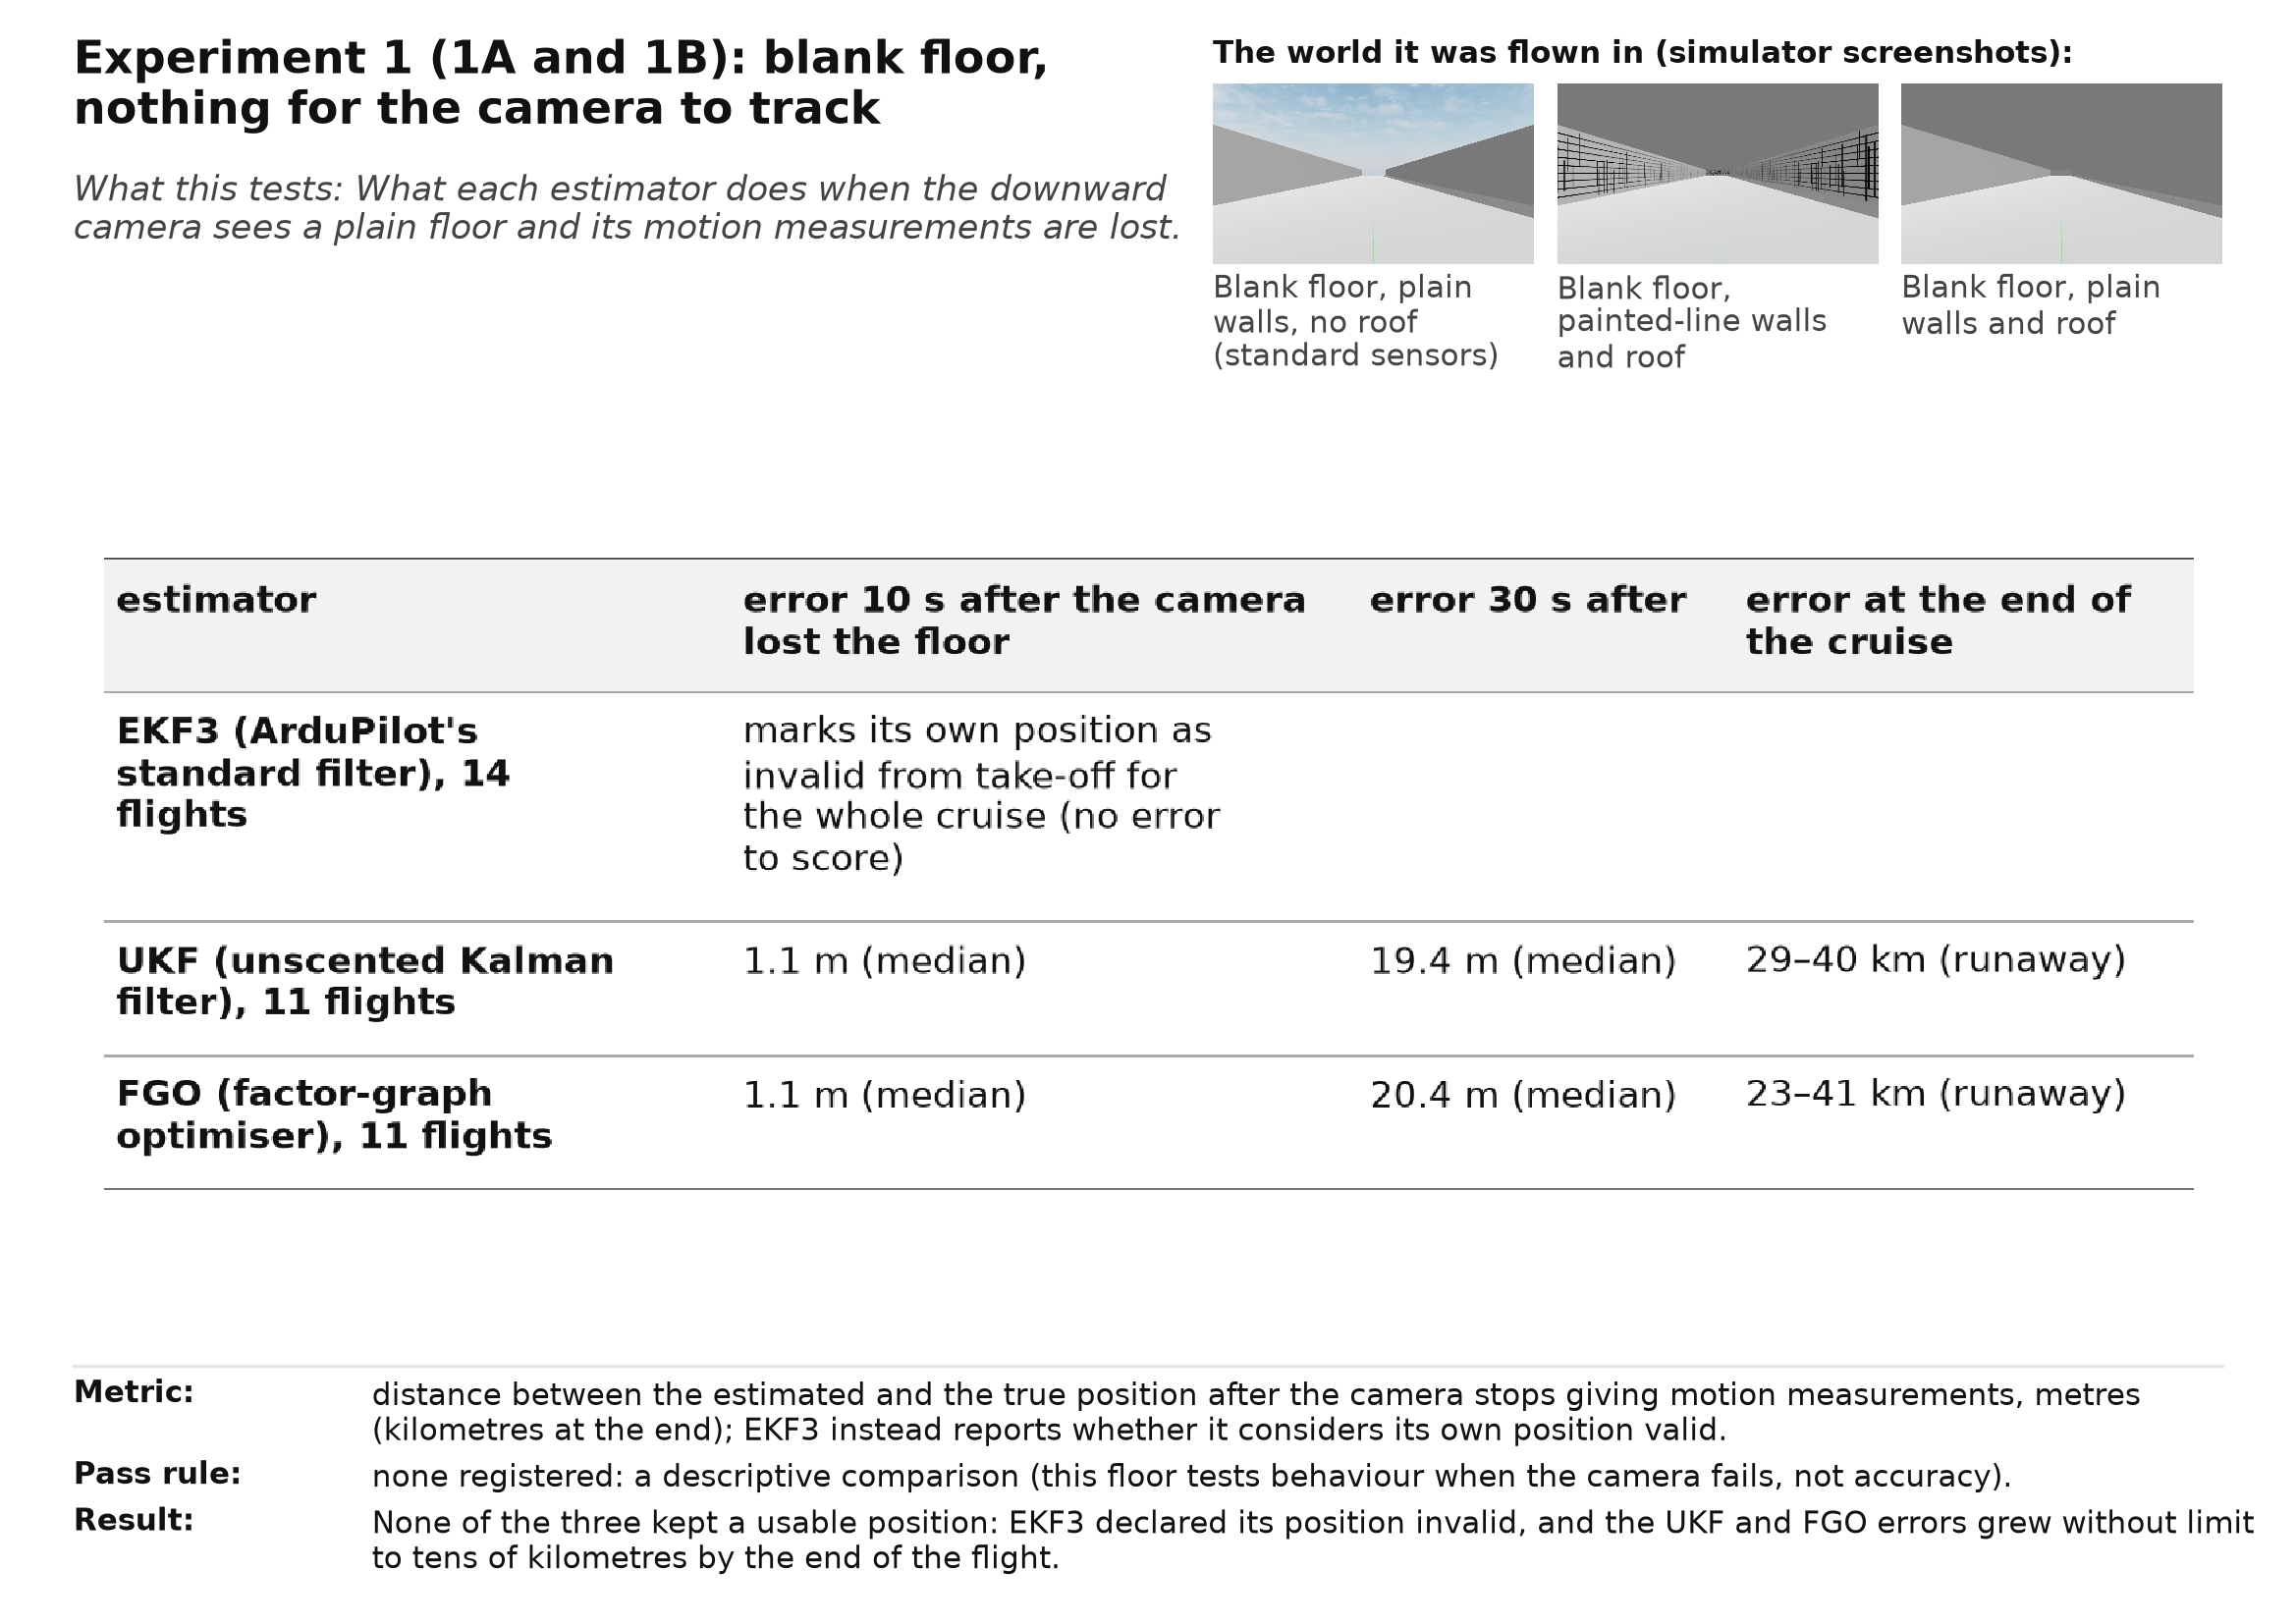 Experiment 1 (1A and 1B): blank floor,
nothing for the camera to track
What this tests: What each estimator does when the downward
camera sees a plain floor and its motion measurements are lost.
The world it was flown in (simulator screenshots):
Blank floor, plain
walls, no roof
(standard sensors)
Blank floor,
painted-line walls
and roof
Blank floor, plain
walls and roof
estimator
error 10 s after the camera
lost the floor
error 30 s after
error at the end of
the cruise
EKF3 (ArduPilot's
standard filter), 14
flights
marks its own position as
invalid from take-off for
the whole cruise (no error
to score)
UKF (unscented Kalman
filter), 11 flights
1.1 m (median)
19.4 m (median)
29–40 km (runaway)
FGO (factor-graph
optimiser), 11 flights
1.1 m (median)
20.4 m (median)
23–41 km (runaway)
Metric:
distance between the estimated and the true position after the camera stops giving motion measurements, metres
(kilometres at the end); EKF3 instead reports whether it considers its own position valid.
Pass rule:
none registered: a descriptive comparison (this floor tests behaviour when the camera fails, not accuracy).
Result:
None of the three kept a usable position: EKF3 declared its position invalid, and the UKF and FGO errors grew without limit
to tens of kilometres by the end of the flight.